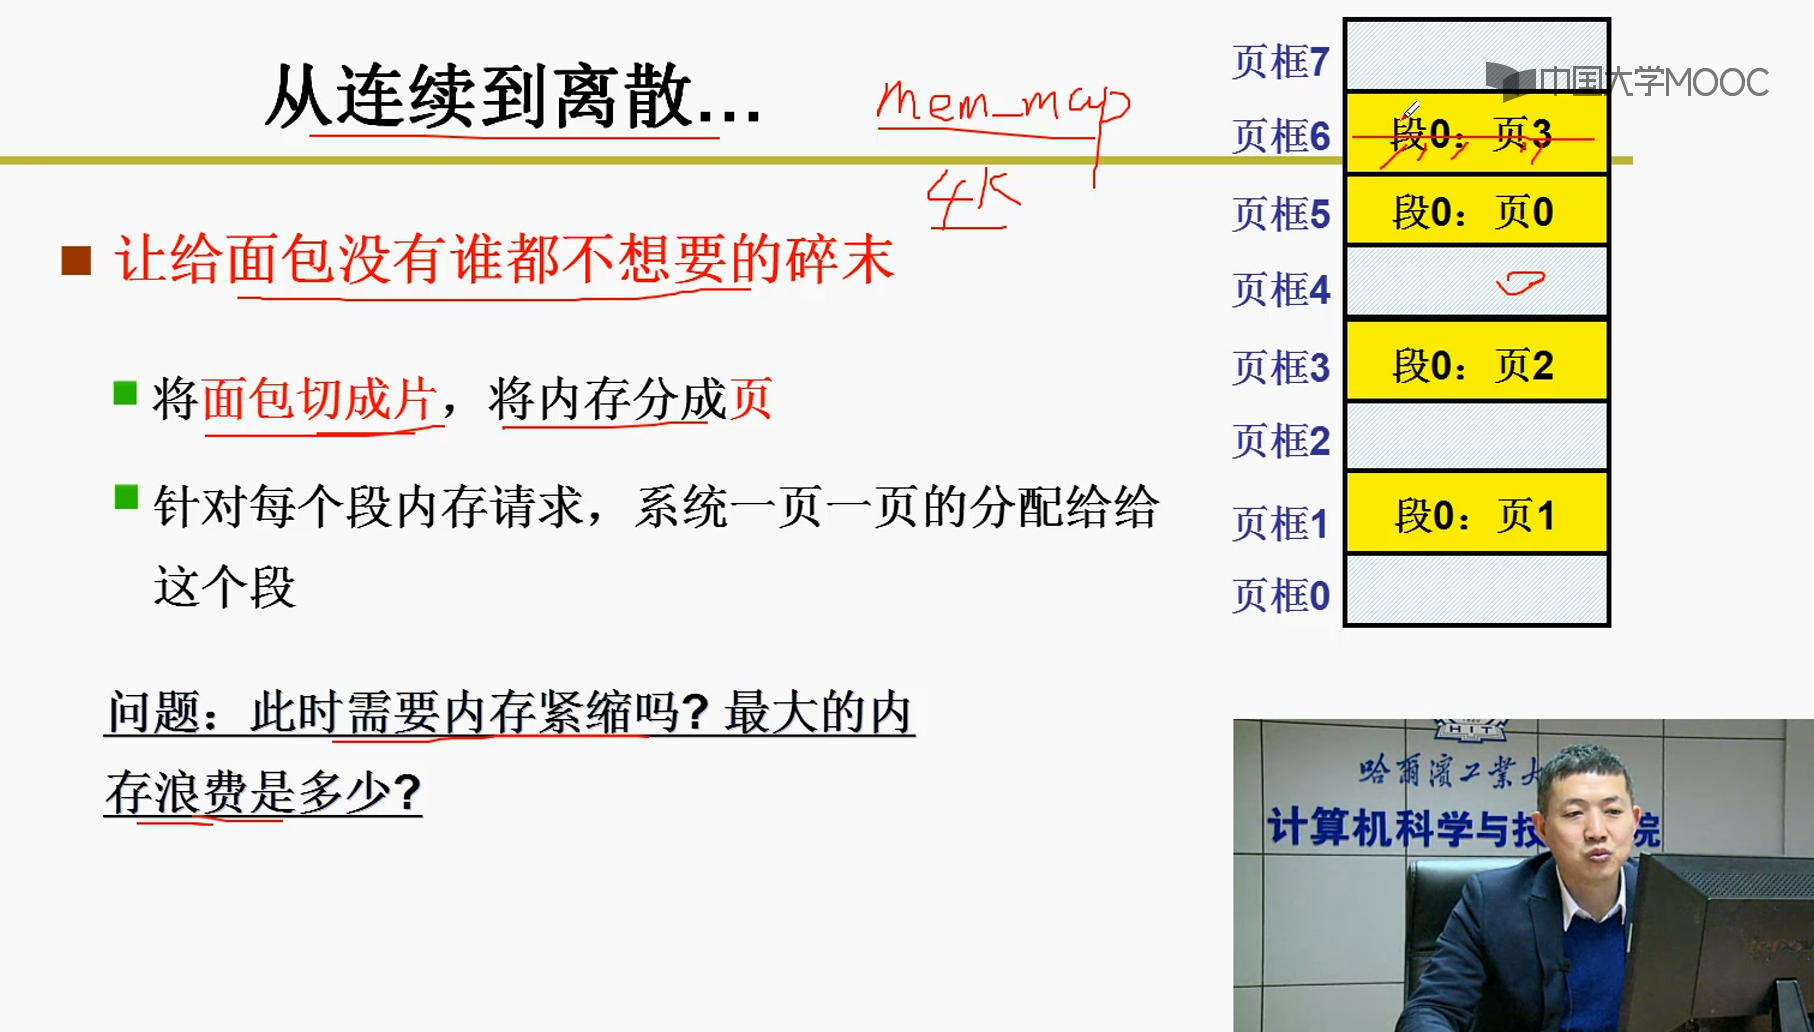 从连续到离散...
mem_map
4K
让给面包没有谁都不想要的碎末
将面包切成片，将内存分成页
针对每个段内存请求，系统一页一页的分配给给
这个段
问题：此时需要内存紧缩吗？最大的内
存浪费是多少？
中国大学MOOC
页框7
页框6 段0：页3
页框5 段0：页0
页框4
页框3 段0：页2
页框2
页框1 段0：页1
页框0
HIT
哈爾濱工業大
计算机科学与技
院